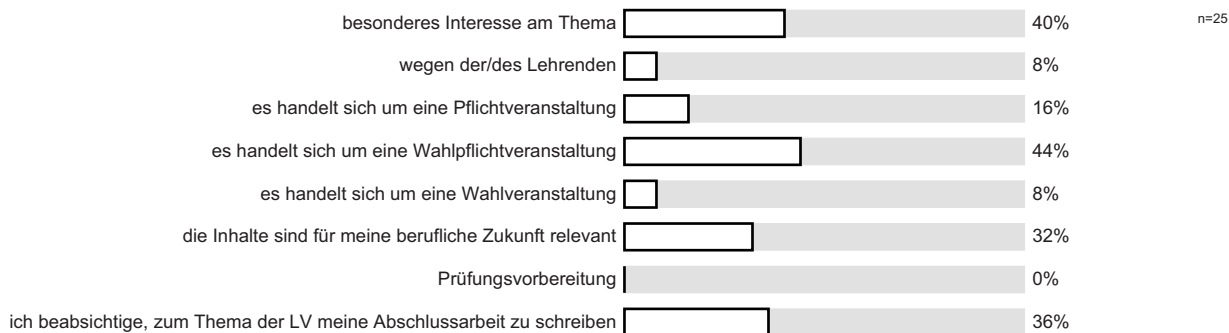 besonderes Interesse am Thema 40% n=25
wegen der/des Lehrenden 8%
es handelt sich um eine Pflichtveranstaltung 16%
es handelt sich um eine Wahlpflichtveranstaltung 44%
es handelt sich um eine Wahlveranstaltung 8%
die Inhalte sind für meine berufliche Zukunft relevant 32%
Prüfungsvorbereitung 0%
ich beabsichtige, zum Thema der LV meine Abschlussarbeit zu schreiben 36%